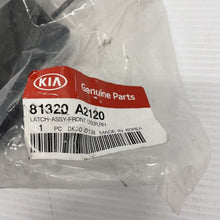 KIA
Genuine Parts
81320 A2120
LATCH-ASSY-FRONT DOOR,RH
1 PC
MADE IN KOREA